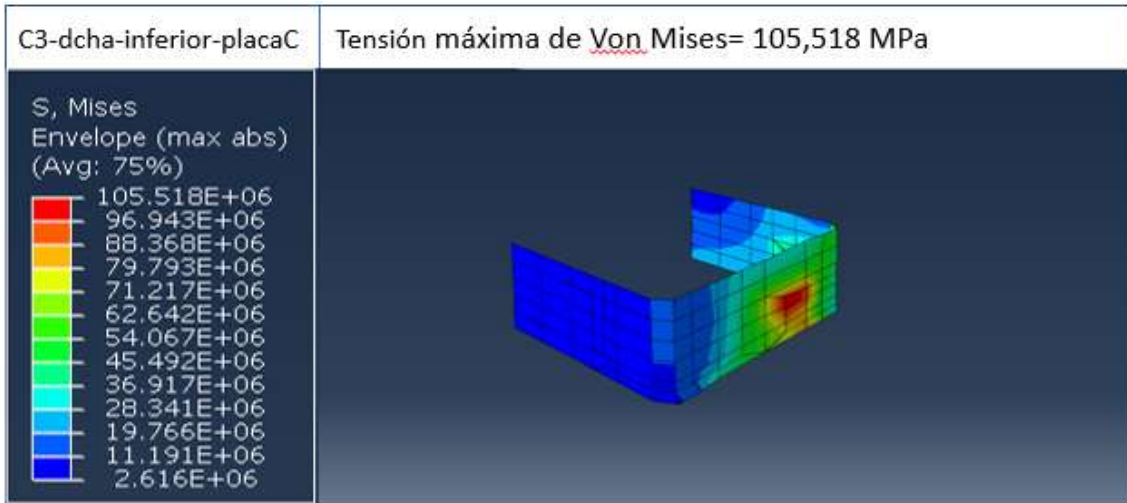 C3-dcha-inferior-placaC
Tensión máxima de Von Mises= 105,518 MPa
S, Mises
Envelope (max abs)
(Avg: 75%)
105.518E+06
96.943E+06
88.368E+06
79.793E+06
71.217E+06
62.642E+06
54.067E+06
45.492E+06
36.917E+06
28.341E+06
19.766E+06
11.191E+06
2.616E+06